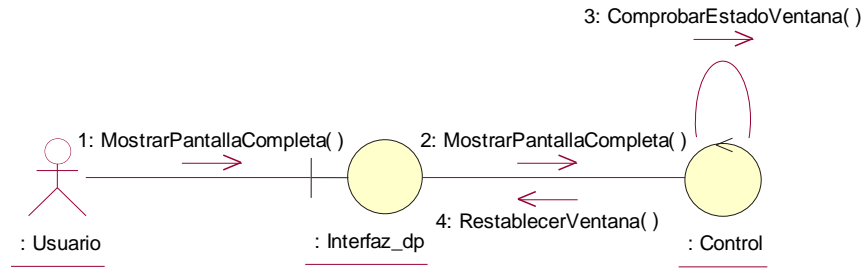 3: ComprobarEstadoVentana( )
1: MostrarPantallaCompleta( )
2: MostrarPantallaCompleta( )
4: RestablecerVentana( )
: Usuario
: Interfaz_dp
: Control